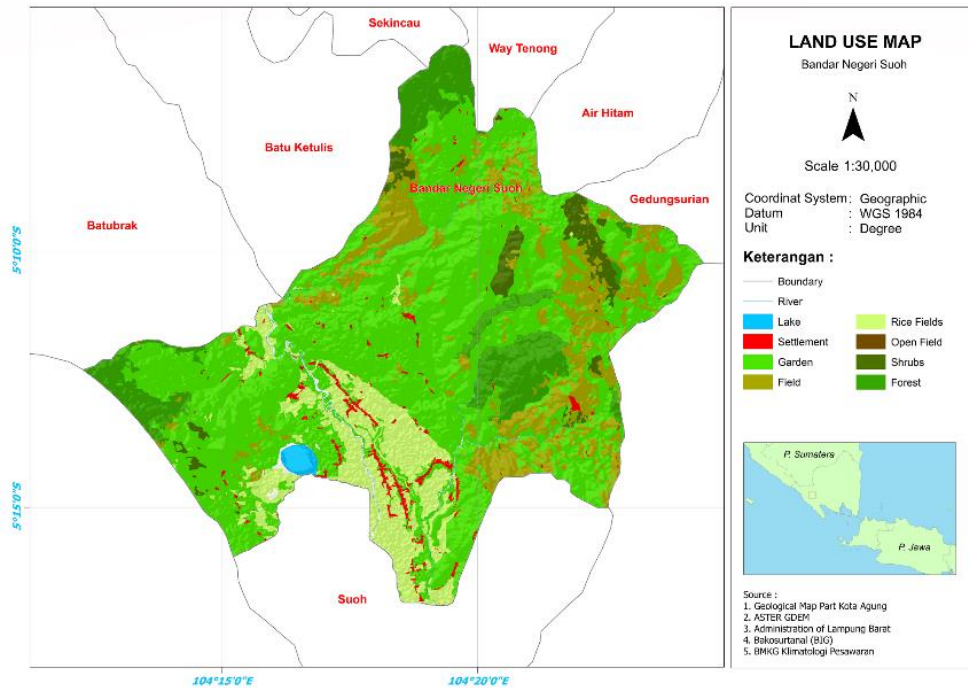 Sekincau
Way Tenong
Air Hitam
Batu Ketulis
Bandar Negeri Suoh
Gedungsurian
Batubrak
Suoh
5°10'0"S
5°15'0"S
104°15'0"E
104°20'0"E
LAND USE MAP
Bandar Negeri Suoh
N
Scale 1:30,000
Coordinat System : Geographic
Datum : WGS 1984
Unit : Degree
Keterangan :
Boundary
River
Lake
Settlement
Garden
Field
Rice Fields
Open Field
Shrubs
Forest
P. Sumatera
P. Jawa
Source :
1. Geological Map Part Kota Agung
2. ASTER GDEM
3. Administration of Lampung Barat
4. Bakosurtanal (BIG)
5. BMKG Klimatologi Pesawaran